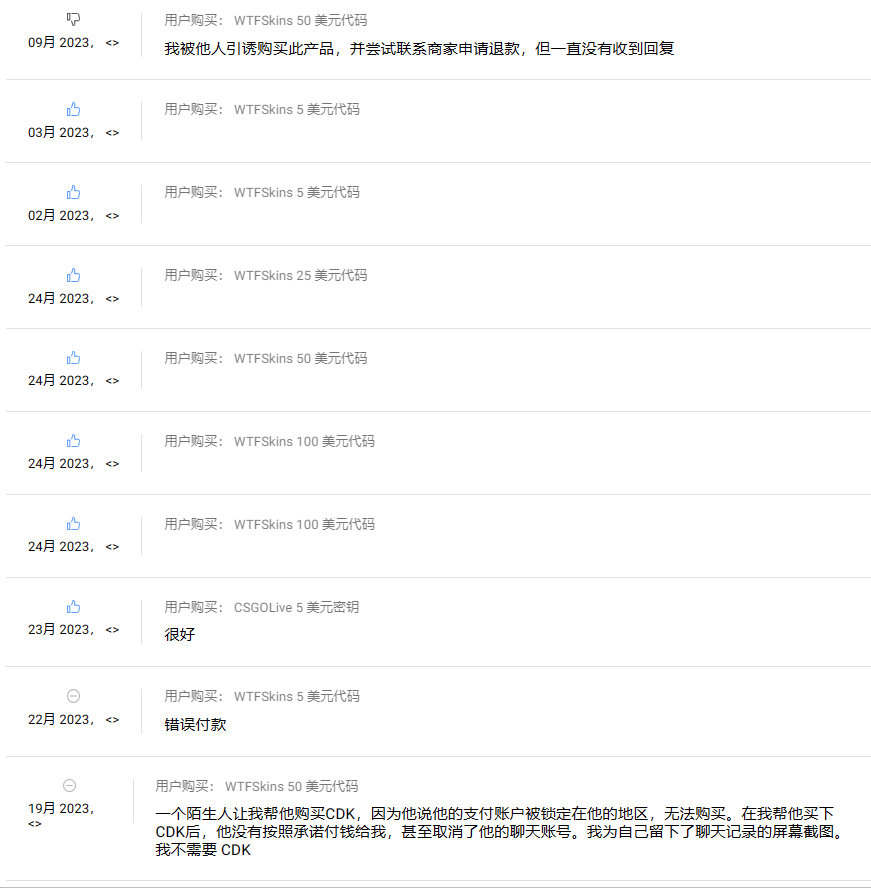 用户购买： WTFSkins 50 美元代码
09月 2023， <>
我被他人引诱购买此产品，并尝试联系商家申请退款，但一直没有收到回复
用户购买： WTFSkins 5 美元代码
03月 2023， <>
用户购买： WTFSkins 5 美元代码
02月 2023， <>
用户购买： WTFSkins 25 美元代码
24月 2023， <>
用户购买： WTFSkins 50 美元代码
24月 2023， <>
用户购买： WTFSkins 100 美元代码
24月 2023， <>
用户购买： WTFSkins 100 美元代码
24月 2023， <>
用户购买： CSGOLive 5 美元密钥
23月 2023， <>
很好
用户购买： WTFSkins 5 美元代码
22月 2023， <>
错误付款
用户购买： WTFSkins 50 美元代码
19月 2023，
<>
一个陌生人让我帮他购买CDK，因为他说他的支付账户被锁定在他的地区，无法购买。在我帮他买下
CDK后，他没有按照承诺付钱给我，甚至取消了他的聊天账号。我为自己留下了聊天记录的屏幕截图。
我不需要 CDK